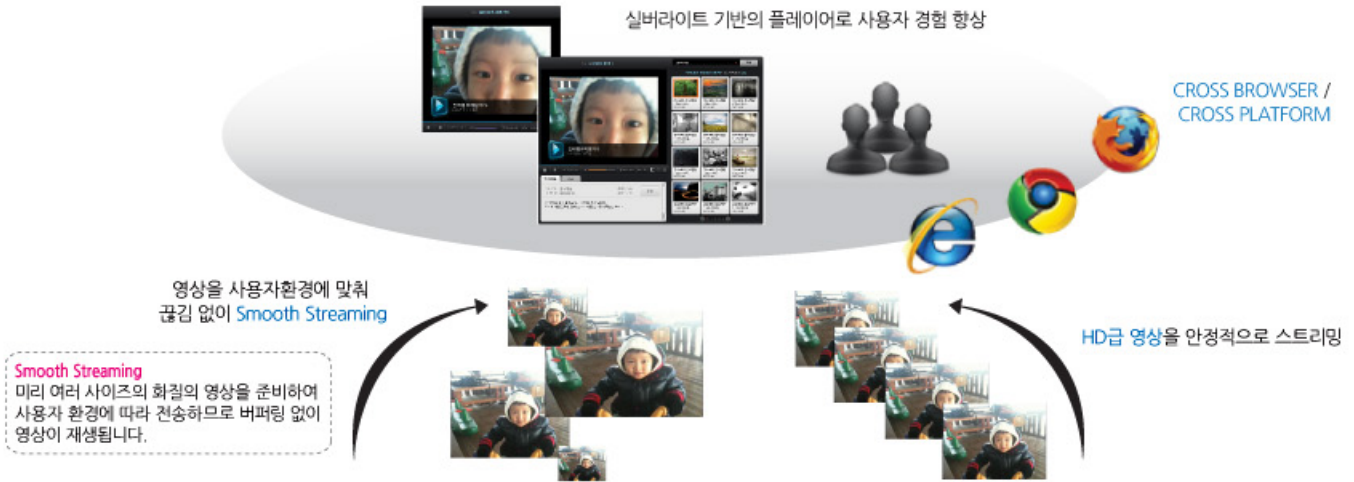 실버라이트 기반의 플레이어로 사용자 경험 향상
CROSS BROWSER /
CROSS PLATFORM
영상을 사용자환경에 맞춰
끊김 없이 Smooth Streaming
HD급 영상을 안정적으로 스트리밍
Smooth Streaming
미리 여러 사이즈의 화질의 영상을 준비하여
사용자 환경에 따라 전송하므로 버퍼링 없이
영상이 재생됩니다.